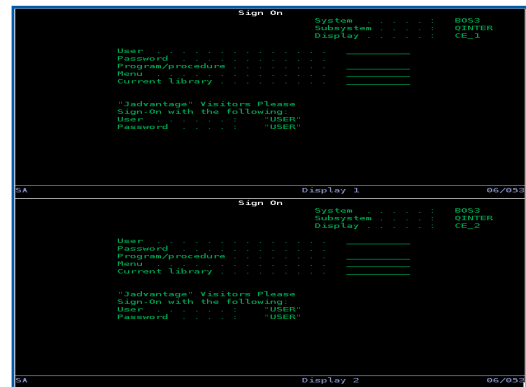 Sign On
System . . . . . : BOS3
Subsystem . . . . : QINTER
Display . . . . . : CE_1
User . . . . . . . . . . . . . .
Password . . . . . . . . . . . .
Program/procedure . . . . . . . .
Menu . . . . . . . . . . . . . .
Current library . . . . . . . . .
"Jadvantage" Visitors Please
Sign-On with the following:
User . . . . . . : "USER"
Password . . . . : "USER"
SA Display 1 06/053
Sign On
System . . . . . : BOS3
Subsystem . . . . : QINTER
Display . . . . . : CE_2
User . . . . . . . . . . . . . .
Password . . . . . . . . . . . .
Program/procedure . . . . . . . .
Menu . . . . . . . . . . . . . .
Current library . . . . . . . . .
"Jadvantage" Visitors Please
Sign-On with the following:
User . . . . . . : "USER"
Password . . . . : "USER"
SA Display 2 06/053